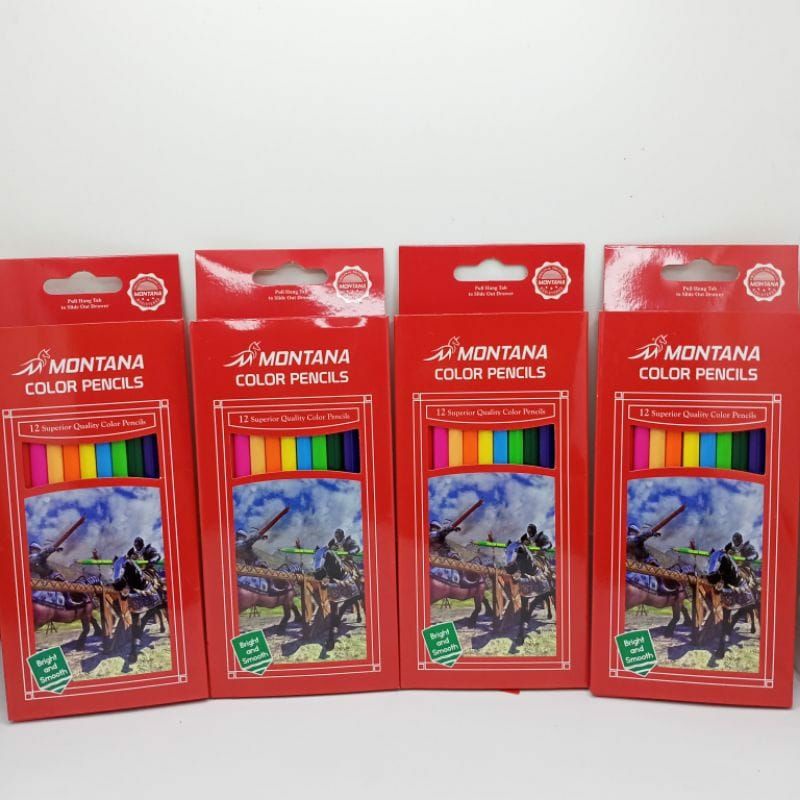 Pull Hang Tab
to Slide Out Drawer
MONTANA
MONTANA
COLOR PENCILS
12 Superior Quality Color Pencils
Bright
and
Smooth
Pull Hang Tab
to Slide Out Drawer
MONTANA
MONTANA
COLOR PENCILS
12 Superior Quality Color Pencils
Bright
and
Smooth
Pull Hang Tab
to Slide Out Drawer
MONTANA
MONTANA
COLOR PENCILS
12 Superior Quality Color Pencils
Bright
and
Smooth
Pull Hang Tab
to Slide Out Drawer
MONTANA
MONTANA
COLOR PENCILS
12 Superior Quality Color Pencils
Bright
and
Smooth